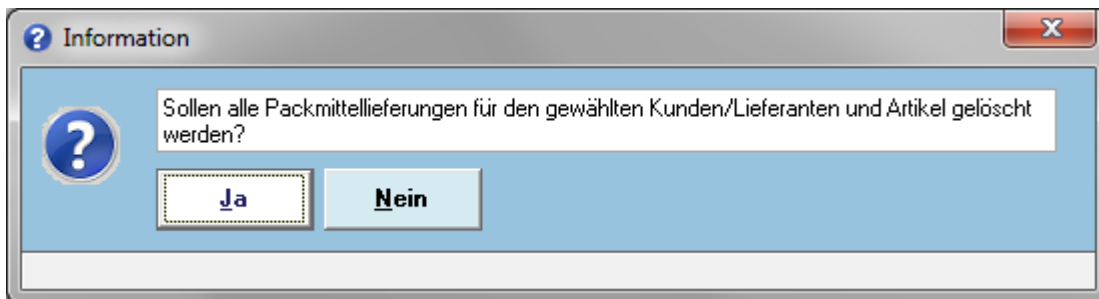 Information
Sollen alle Packmittellieferungen für den gewählten Kunden/Lieferanten und Artikel gelöscht
werden?
Ja
Nein